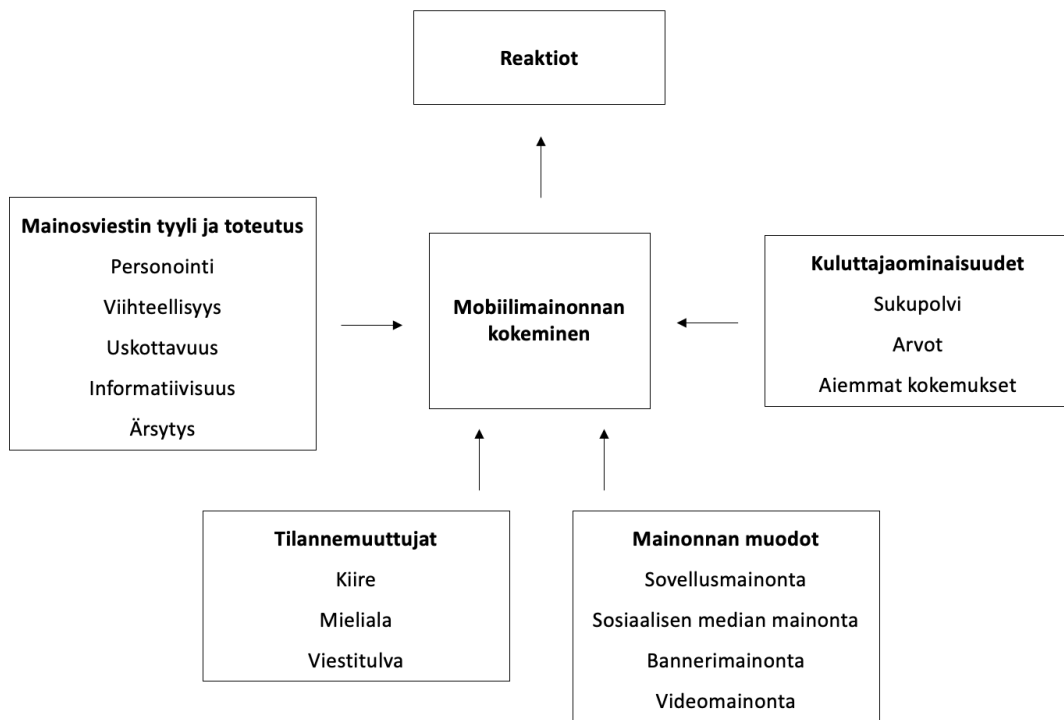 Reaktiot
Mainosviestin tyyli ja toteutus
Personointi
Viihteellisyys
Uskottavuus
Informatiivisuus
Ärsytys
Mobiilimainonnan
kokeminen
Kuluttajaominaisuudet
Sukupolvi
Arvot
Aiemmat kokemukset
Tilannemuuttujat
Kiire
Mieliala
Viestitulva
Mainonnan muodot
Sovellusmainonta
Sosiaalisen median mainonta
Bannerimainonta
Videomainonta